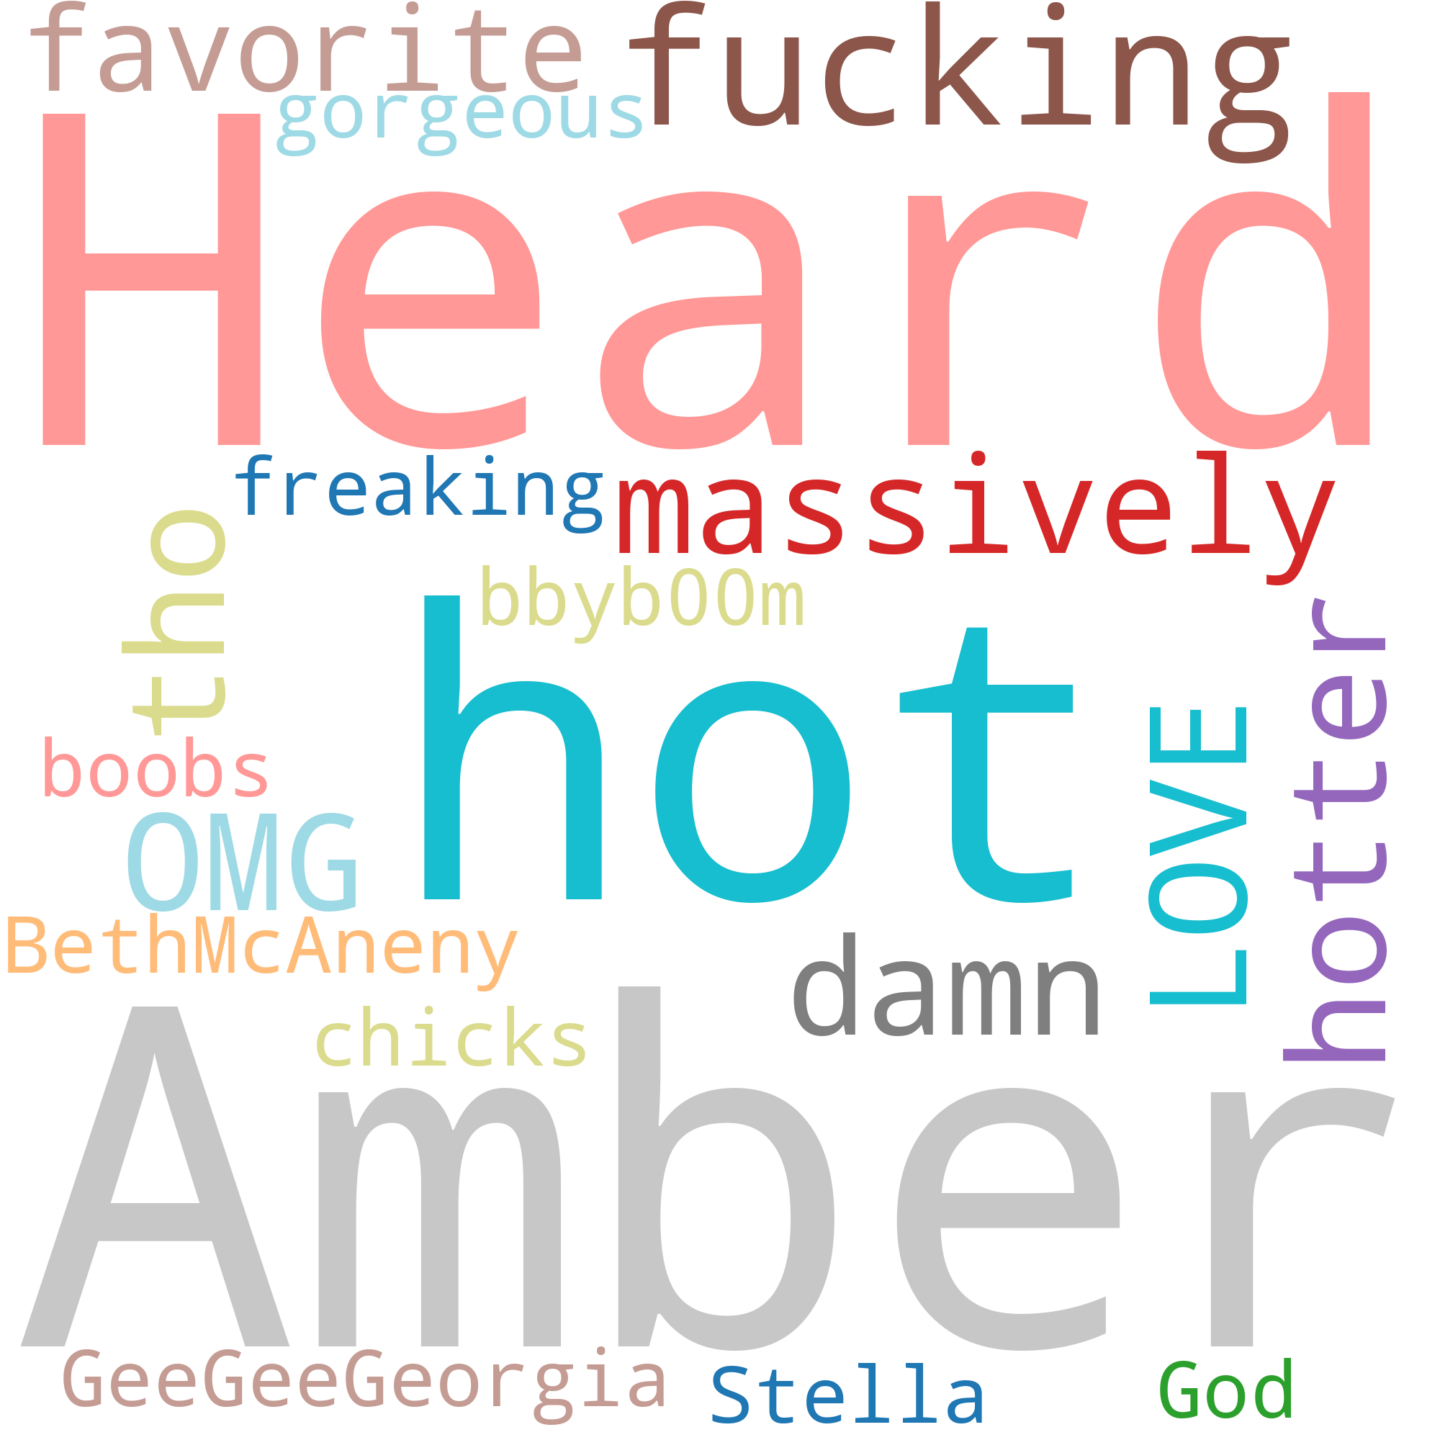 favorite
fucking
gorgeous
Heard
freaking
massively
tho
bbyb00m
hot
hotter
LOVE
boobs
OMG
BethMcAneny
damn
chicks
Amber
GeeGeeGeorgia
Stella
God